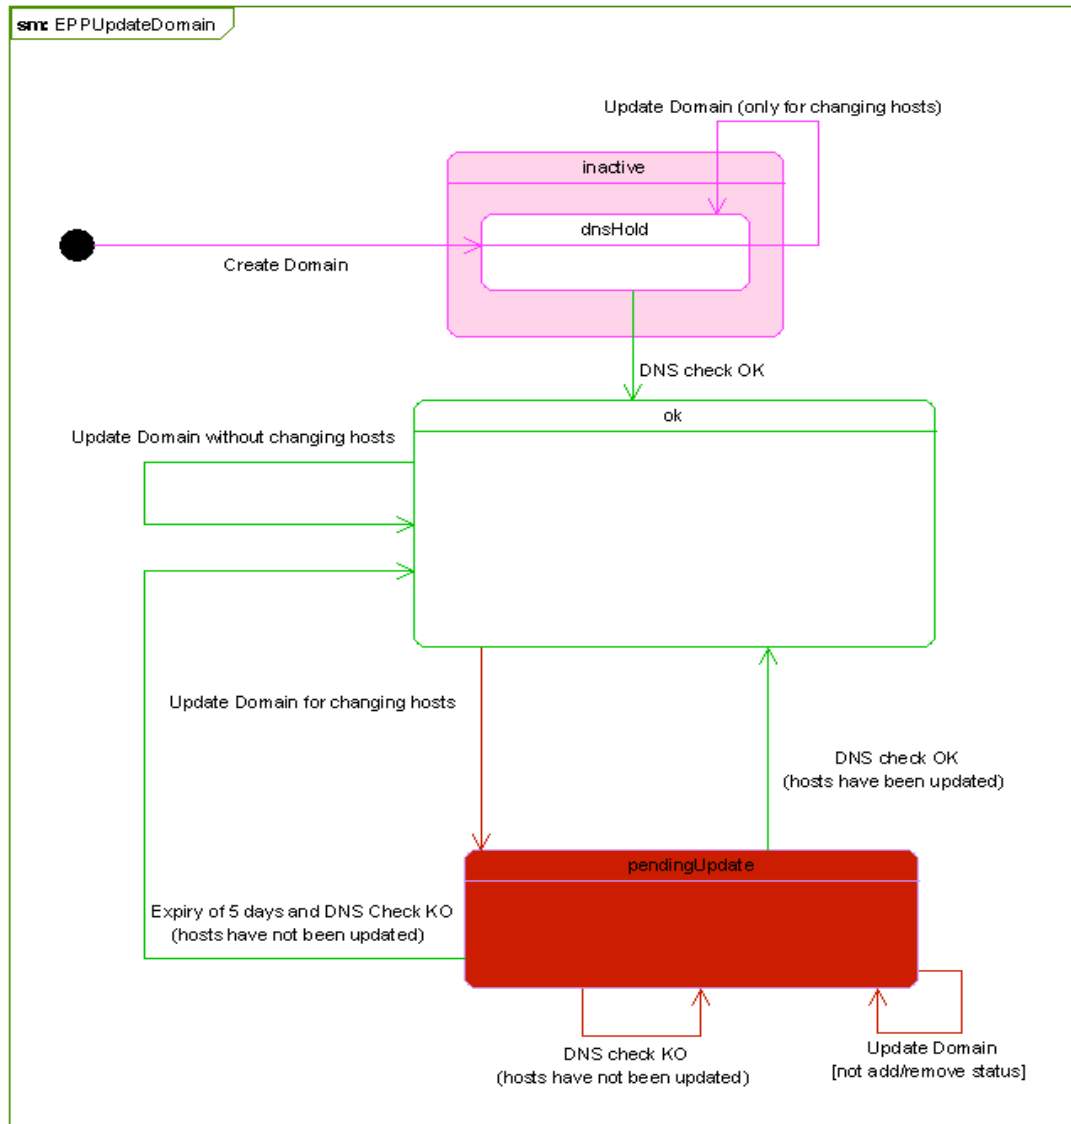 sm: EPPUpdateDomain
Update Domain (only for changing hosts)
inactive
dnsHold
Create Domain
DNS check OK
ok
Update Domain without changing hosts
Update Domain for changing hosts
DNS check OK
(hosts have been updated)
pendingUpdate
Expiry of 5 days and DNS Check KO
(hosts have not been updated)
DNS check KO
(hosts have not been updated)
Update Domain
[not add/remove status]